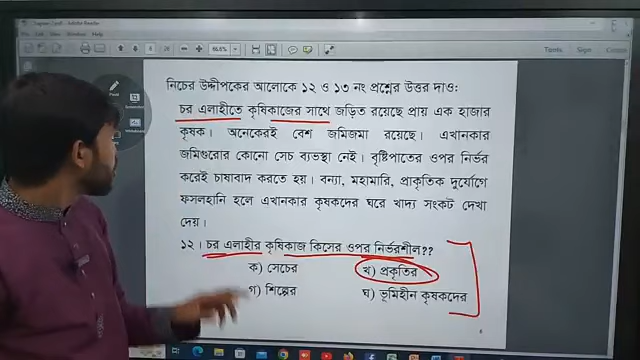 নিচের উদ্দীপকের আলোকে ১২ ও ১৩ নং প্রশ্নের উত্তর দাও:
চর এলাহীতে কৃষিকাজের সাথে জড়িত রয়েছে প্রায় এক হাজার
কৃষক। অনেকেরই বেশ জমিজমা রয়েছে। এখানকার
জমিগুরোর কোনো সেচ ব্যবস্থা নেই। বৃষ্টিপাতের ওপর নির্ভর
করেই চাষাবাদ করতে হয়। বন্যা, মহামারি, প্রাকৃতিক দুর্যোগে
ফসলহানি হলে এখানকার কৃষকদের ঘরে খাদ্য সংকট দেখা
দেয়।
১২। চর এলাহীর কৃষিকাজ কিসের ওপর নির্ভরশীল??
ক) সেচের খ) প্রকৃতির
গ) শিল্পের ঘ) ভূমিহীন কৃষকদের